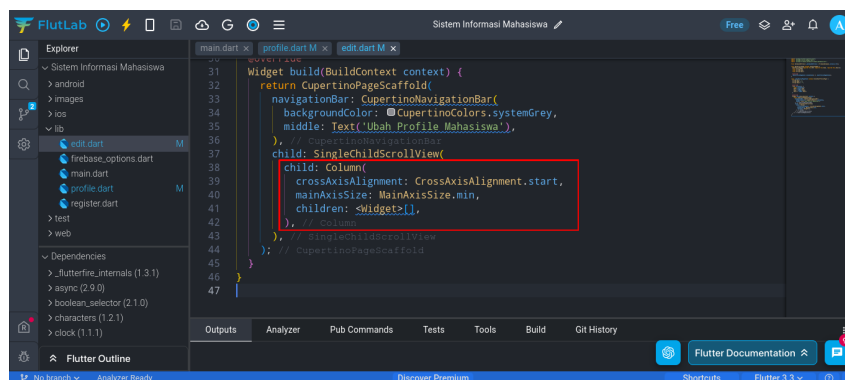 FlutLab
Sistem Informasi Mahasiswa
Free
A
Explorer
main.dart
profile.dart M
edit.dart M
Sistem Informasi Mahasiswa
android
images
ios
lib
edit.dart M
firebase_options.dart
main.dart
profile.dart M
register.dart
test
web
Dependencies
_flutterfire_internals (1.3.1)
async (2.9.0)
boolean_selector (2.1.0)
characters (1.2.1)
clock (1.1.1)
Flutter Outline
2
R
30 @override
31 Widget build(BuildContext context) {
32 return CupertinoPageScaffold(
33 navigationBar: CupertinoNavigationBar(
34 backgroundColor: CupertinoColors.systemGrey,
35 middle: Text('Ubah Profile Mahasiswa'),
36 ), // CupertinoNavigationBar
37 child: SingleChildScrollView(
38 child: Column(
39 crossAxisAlignment: CrossAxisAlignment.start,
40 mainAxisSize: MainAxisSize.min,
41 children: <Widget>[],
42 ), // Column
43 ), // SingleChildScrollView
44 ); // CupertinoPageScaffold
45 }
46 }
47
Outputs Analyzer Pub Commands Tests Tools Build Git History
Flutter Documentation
No branch Analyzer Ready Discover Premium Shortcuts Flutter 3.3